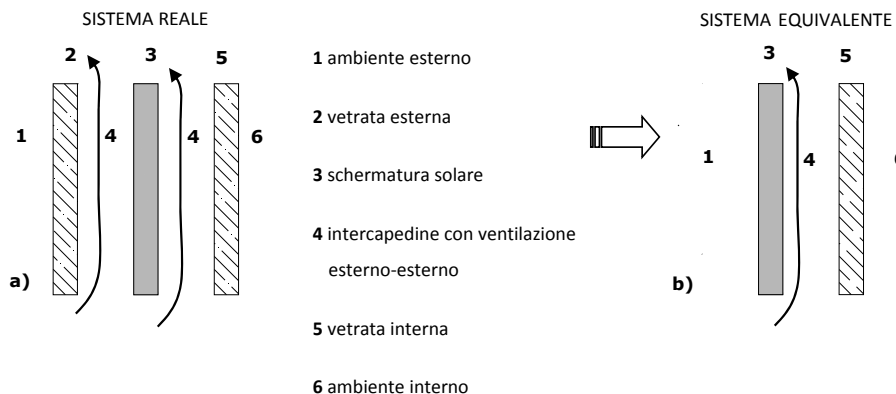 SISTEMA REALE
2 3 5
1 4 4 6
a)
1 ambiente esterno
2 vetrata esterna
3 schermatura solare
4 intercapedine con ventilazione
esterno-esterno
5 vetrata interna
6 ambiente interno
SISTEMA EQUIVALENTE
3 5
1 4
b)